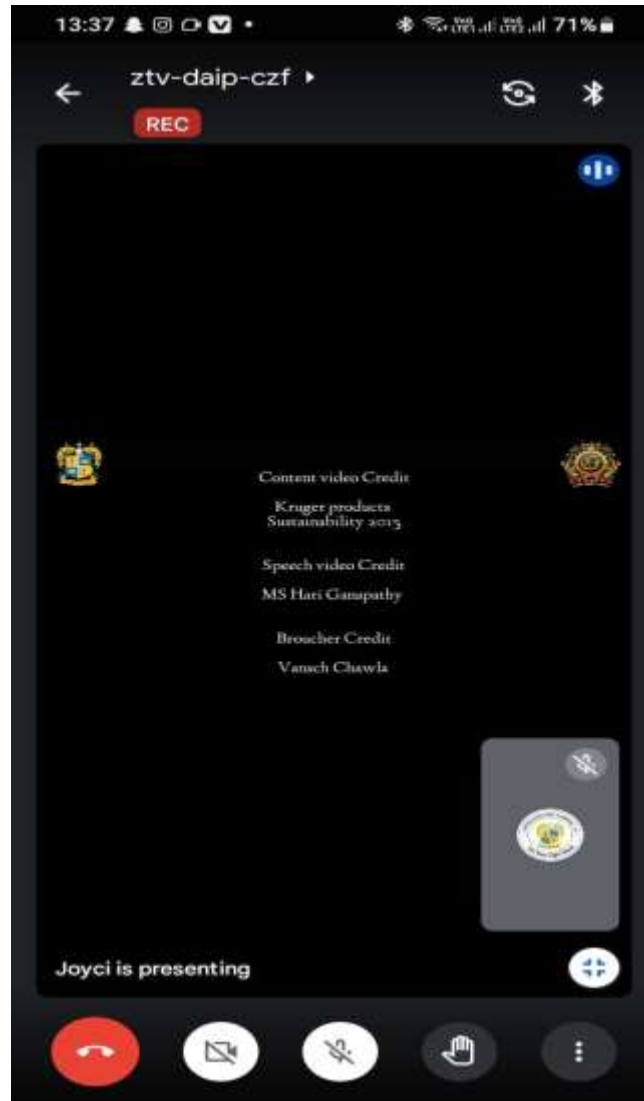 13:37
71%
ztv-daip-czf
REC
Content video Credit
Kruger products
Sustainability 2015
Speech video Credit
MS Hari Ganapathy
Broucher Credit
Vansch Chawla
Joyci is presenting